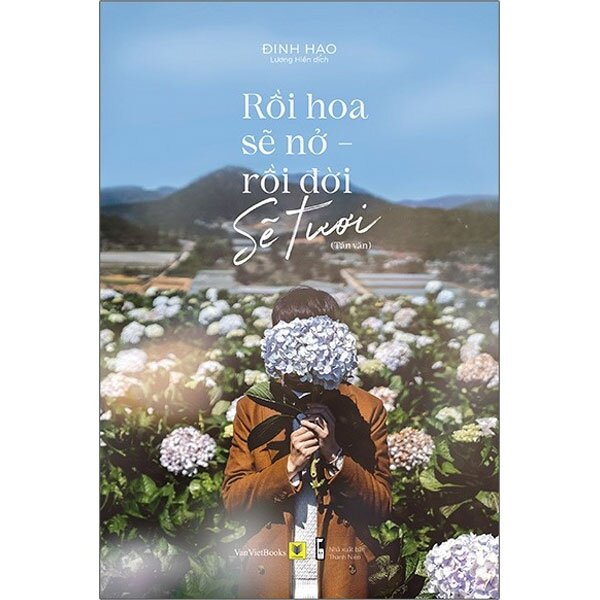 ĐINH HẠO
Lương Hiền dịch
Rồi hoa
sẽ nở –
rồi đời
Sẽ tươi
(Tản văn)
VanVietBooks
Nhà xuất bản
Thanh Niên